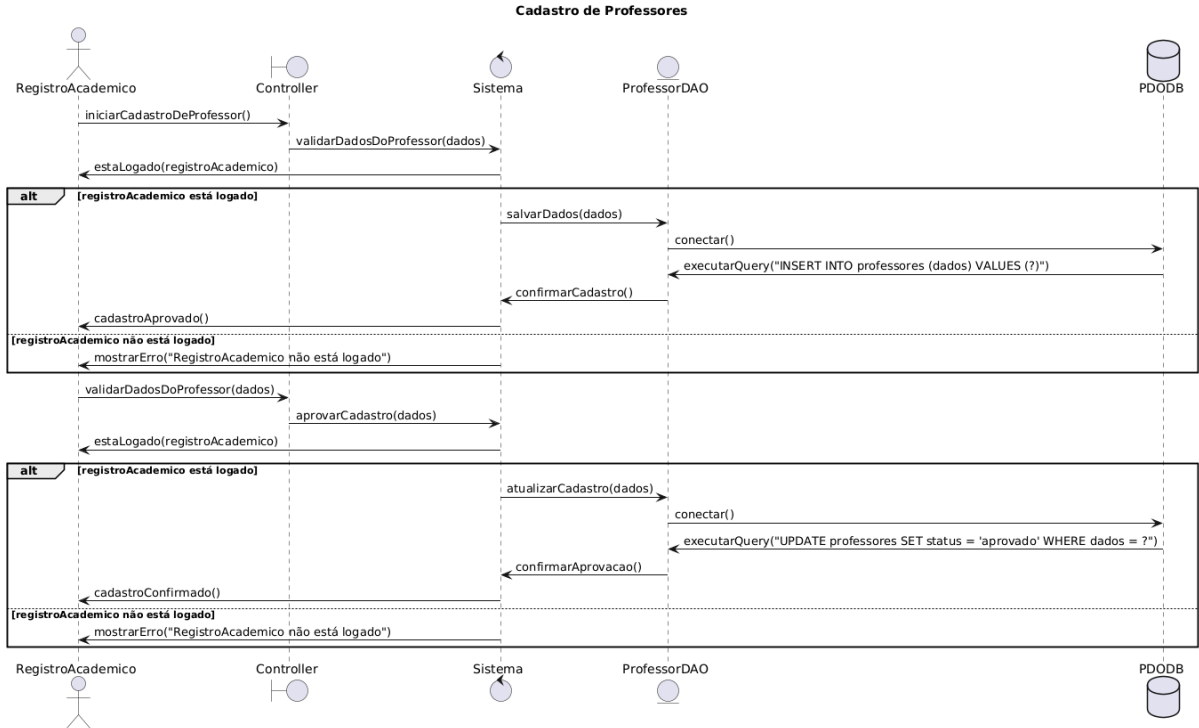 Cadastro de Professores
RegistroAcademico
Controller
Sistema
ProfessorDAO
PDODB
iniciarCadastroDeProfessor()
validarDadosDoProfessor(dados)
estaLogado(registroAcademico)
alt [registroAcademico está logado]
salvarDados(dados)
conectar()
executarQuery("INSERT INTO professores (dados) VALUES (?)")
confirmarCadastro()
cadastroAprovado()
[registroAcademico não está logado]
mostrarErro("RegistroAcademico não está logado")
validarDadosDoProfessor(dados)
aprovarCadastro(dados)
estaLogado(registroAcademico)
alt [registroAcademico está logado]
atualizarCadastro(dados)
conectar()
executarQuery("UPDATE professores SET status = 'aprovado' WHERE dados = ?")
confirmarAprovacao()
cadastroConfirmado()
[registroAcademico não está logado]
mostrarErro("RegistroAcademico não está logado")
RegistroAcademico
Controller
Sistema
ProfessorDAO
PDODB